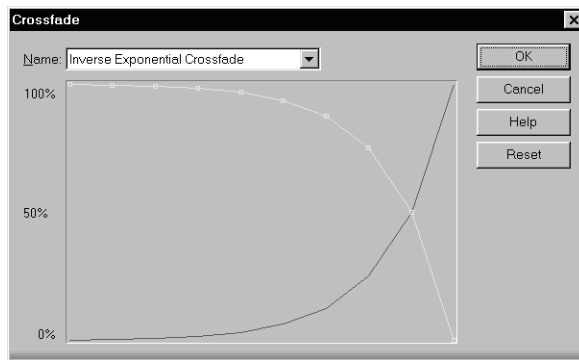 Crossfade
Name: Inverse Exponential Crossfade
OK
Cancel
Help
Reset
100%
50%
0%